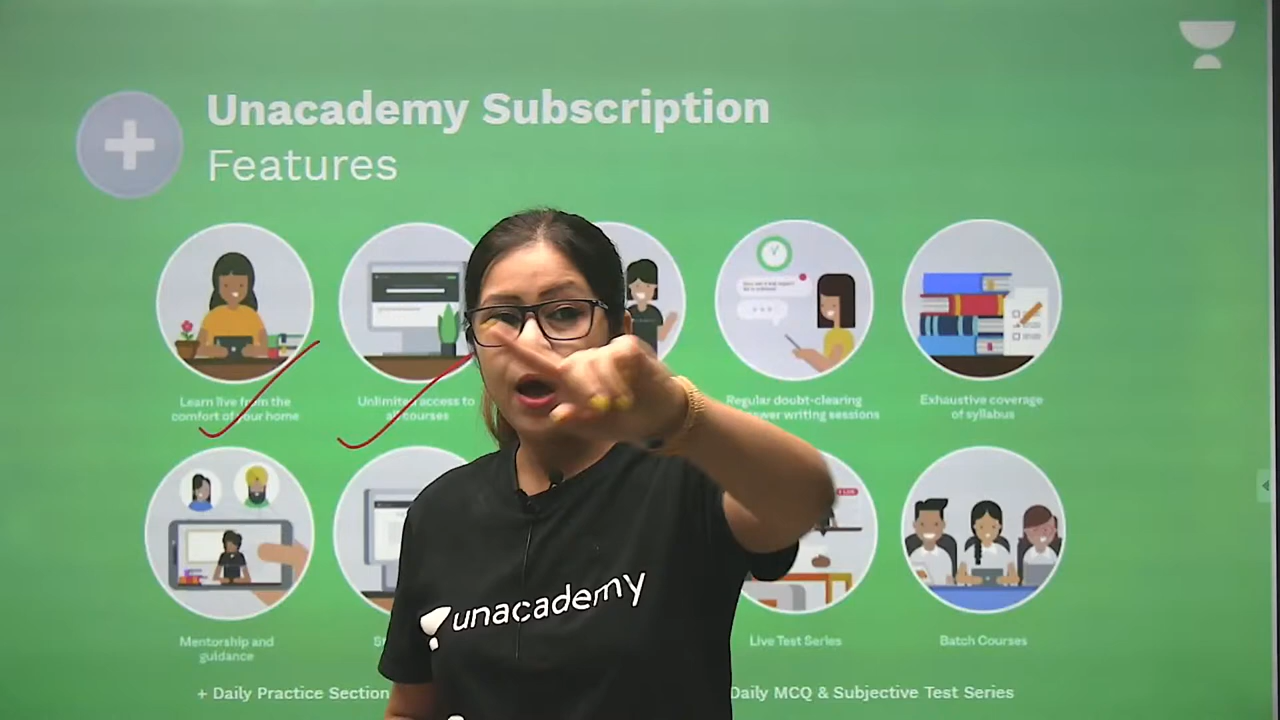 Unacademy Subscription
Features
Learn live from the
comfort of your home
Unlimited access to
all courses
Regular doubt-clearing
answer writing sessions
Exhaustive coverage
of syllabus
Mentorship and
guidance
Live Test Series
Batch Courses
+ Daily Practice Section
Daily MCQ & Subjective Test Series
unacademy